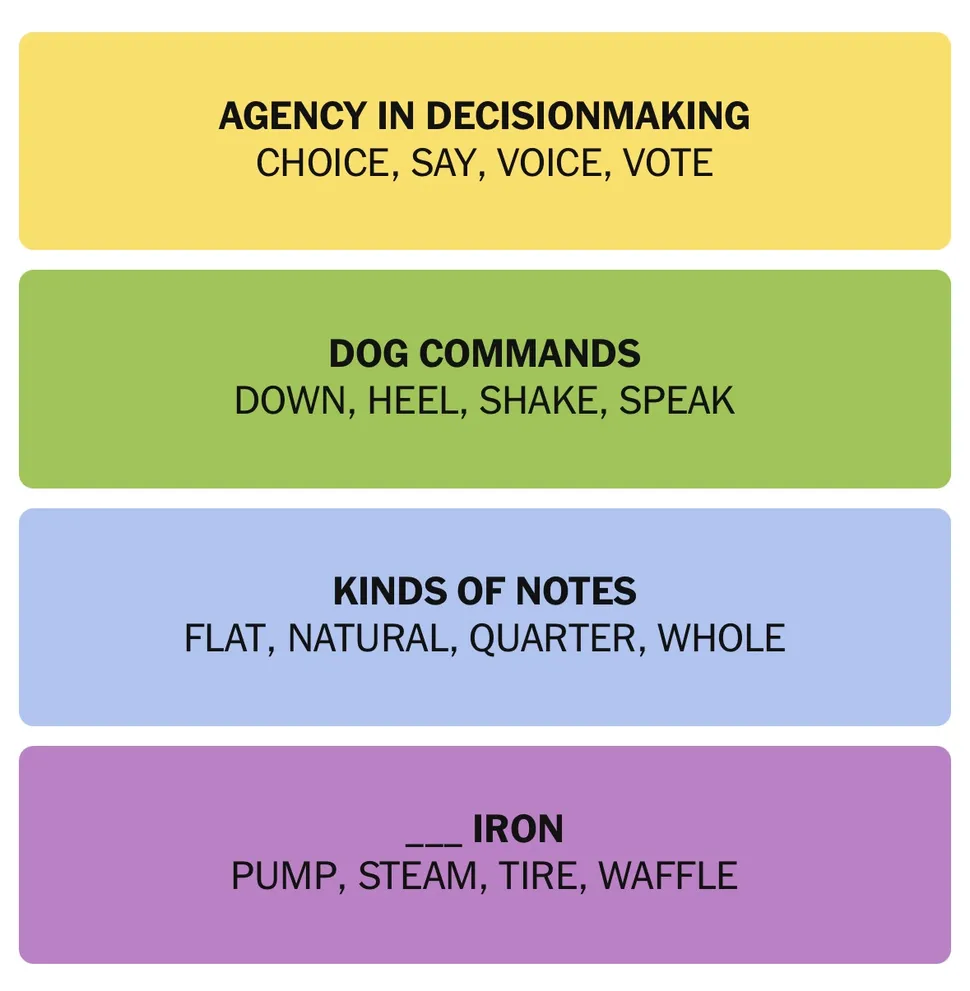 AGENCY IN DECISIONMAKING
CHOICE, SAY, VOICE, VOTE
DOG COMMANDS
DOWN, HEEL, SHAKE, SPEAK
KINDS OF NOTES
FLAT, NATURAL, QUARTER, WHOLE
___ IRON
PUMP, STEAM, TIRE, WAFFLE